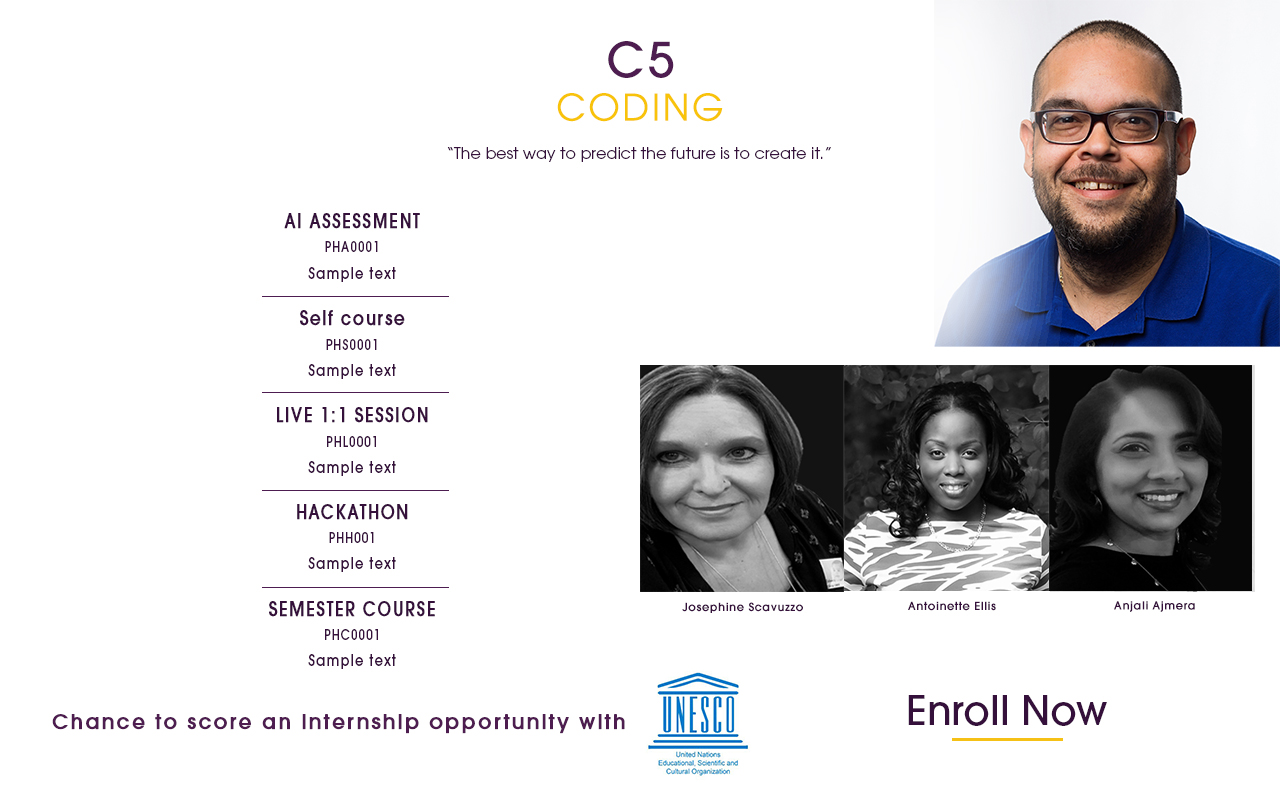 C5
CODING
“The best way to predict the future is to create it.”
AI ASSESSMENT
PHA0001
Sample text
Self course
PHS0001
Sample text
LIVE 1:1 SESSION
PHL0001
Sample text
HACKATHON
PHH001
Sample text
SEMESTER COURSE
PHC0001
Sample text
Josephine Scavuzzo
Antoinette Ellis
Anjali Ajmera
Chance to score an internship opportunity with
UNESCO
United Nations
Educational, Scientific and
Cultural Organization
Enroll Now